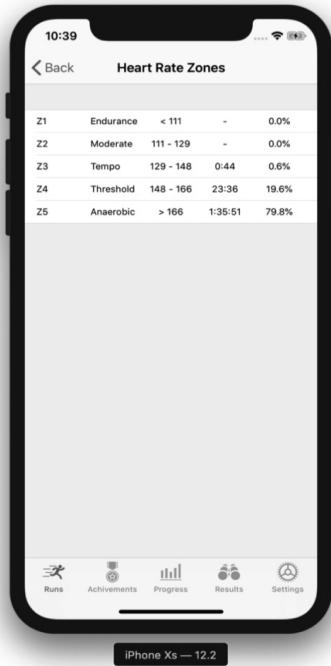 10:39
Back Heart Rate Zones
Z1 Endurance < 111 - 0.0%
Z2 Moderate 111 - 129 - 0.0%
Z3 Tempo 129 - 148 0:44 0.6%
Z4 Threshold 148 - 166 23:36 19.6%
Z5 Anaerobic > 166 1:35:51 79.8%
Runs Achivements Progress Results Settings
iPhone Xs — 12.2